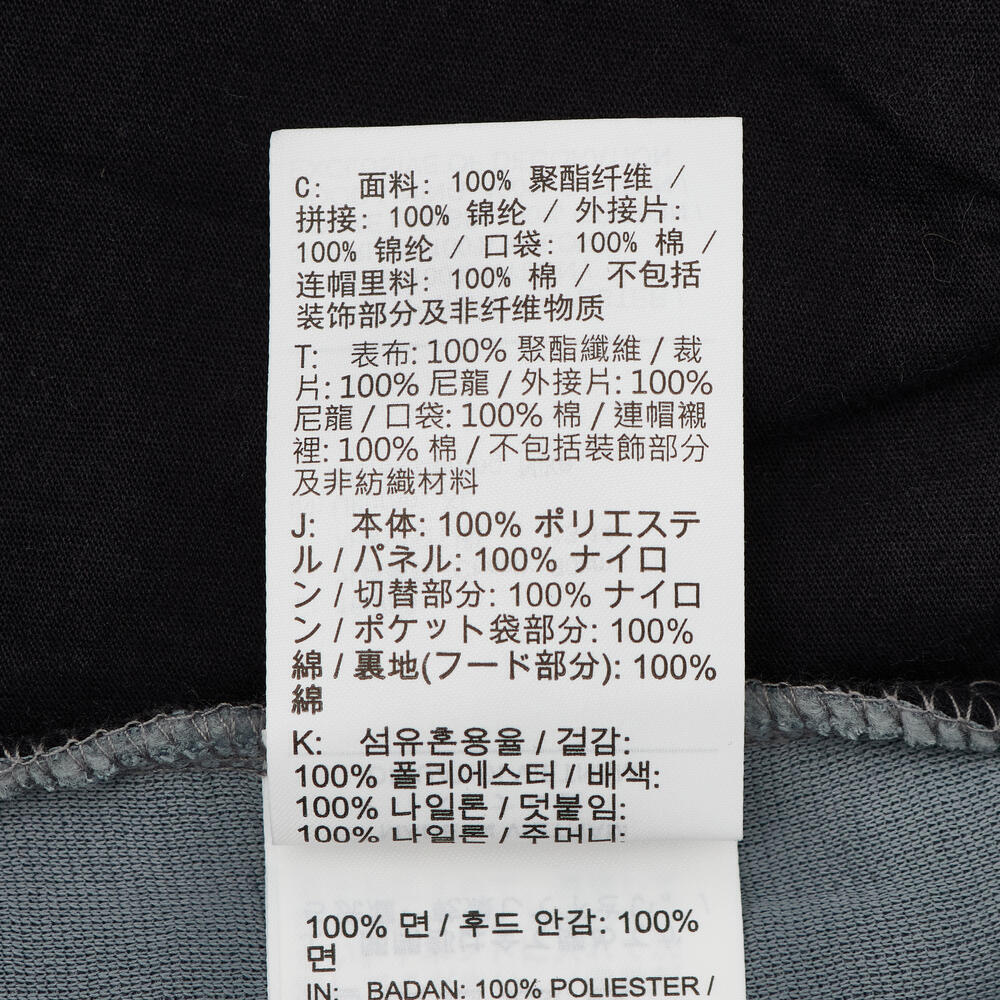 C: 面料: 100% 聚酯纤维 /
拼接: 100% 锦纶 / 外接片:
100% 锦纶 / 口袋: 100% 棉 /
连帽里料: 100% 棉 / 不包括
装饰部分及非纤维物质
T: 表布: 100% 聚酯纖維 / 裁
片: 100% 尼龍 / 外接片: 100%
尼龍 / 口袋: 100% 棉 / 連帽襯
裡: 100% 棉 / 不包括裝飾部分
及非紡織材料
J: 本体: 100% ポリエステ
ル / パネル: 100% ナイロ
ン / 切替部分: 100% ナイロ
ン / ポケット袋部分: 100%
綿 / 裏地(フード部分): 100%
綿
K: 섬유혼용율 / 겉감:
100% 폴리에스터 / 배색:
100% 나일론 / 덧붙임:
100% 나일론 / 주머니:
100% 면 / 후드 안감: 100%
면
IN: BADAN: 100% POLIESTER /